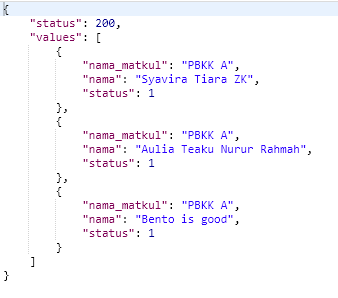 {
"status": 200,
"values": [
{
"nama_matkul": "PBKK A",
"nama": "Syavira Tiara ZK",
"status": 1
},
{
"nama_matkul": "PBKK A",
"nama": "Aulia Teaku Nurur Rahmah",
"status": 1
},
{
"nama_matkul": "PBKK A",
"nama": "Bento is good",
"status": 1
}
]
}